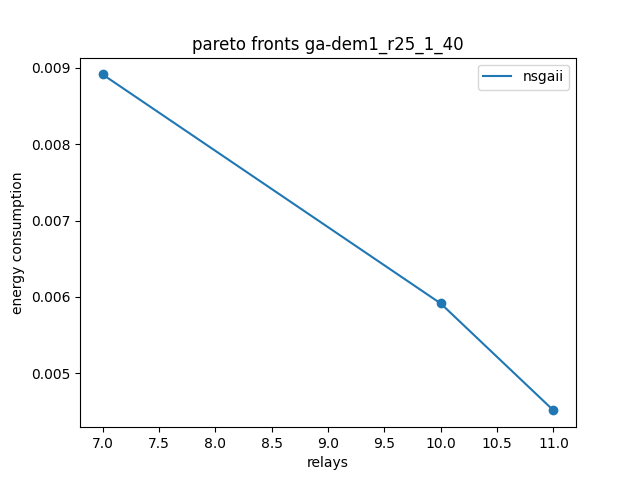 pareto fronts ga-dem1_r25_1_40
nsgaii
0.009
0.008
0.007
0.006
0.005
energy consumption
7.0 7.5 8.0 8.5 9.0 9.5 10.0 10.5 11.0
relays